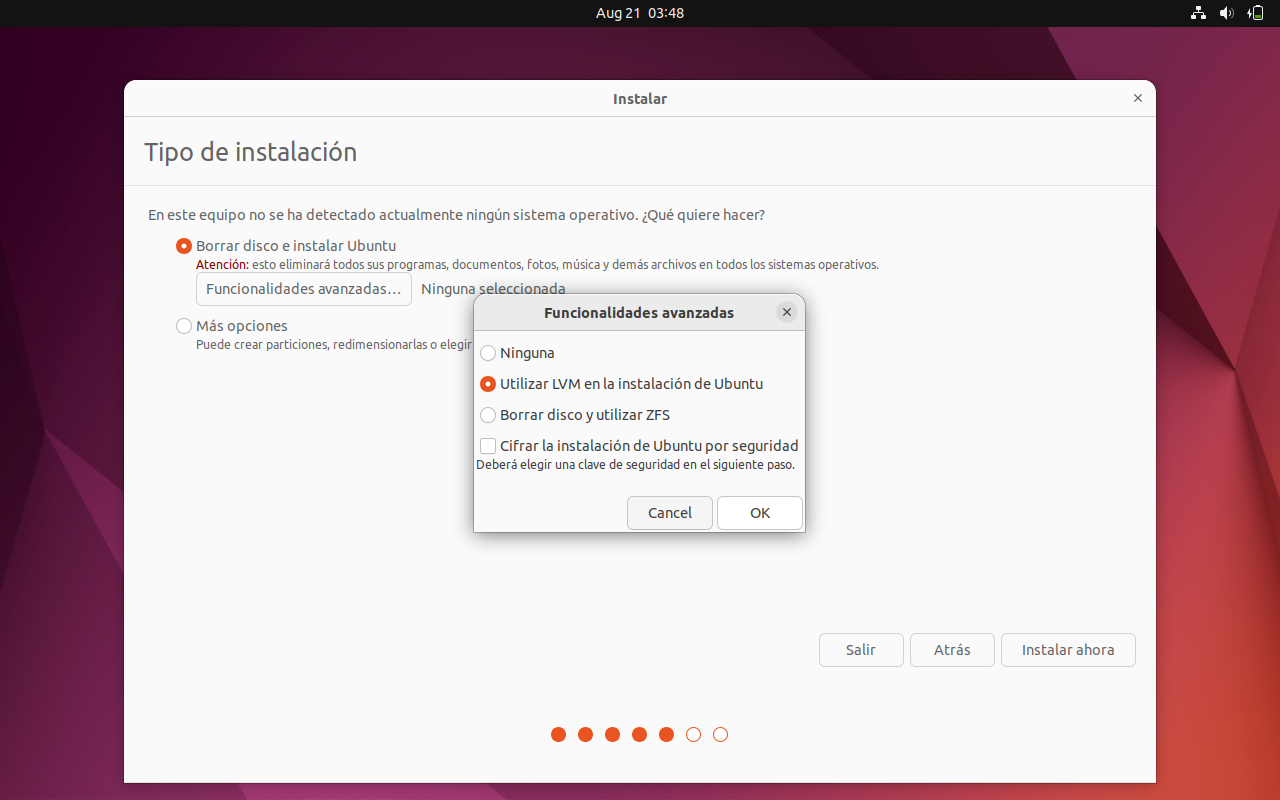 Aug 21 03:48
Instalar
Tipo de instalación
En este equipo no se ha detectado actualmente ningún sistema operativo. ¿Qué quiere hacer?
Borrar disco e instalar Ubuntu
Atención: esto eliminará todos sus programas, documentos, fotos, música y demás archivos en todos los sistemas operativos.
Funcionalidades avanzadas... Ninguna seleccionada
Más opciones
Puede crear particiones, redimensionarlas o elegir
Funcionalidades avanzadas
Ninguna
Utilizar LVM en la instalación de Ubuntu
Borrar disco y utilizar ZFS
Cifrar la instalación de Ubuntu por seguridad
Deberá elegir una clave de seguridad en el siguiente paso.
Cancel OK
Salir Atrás Instalar ahora